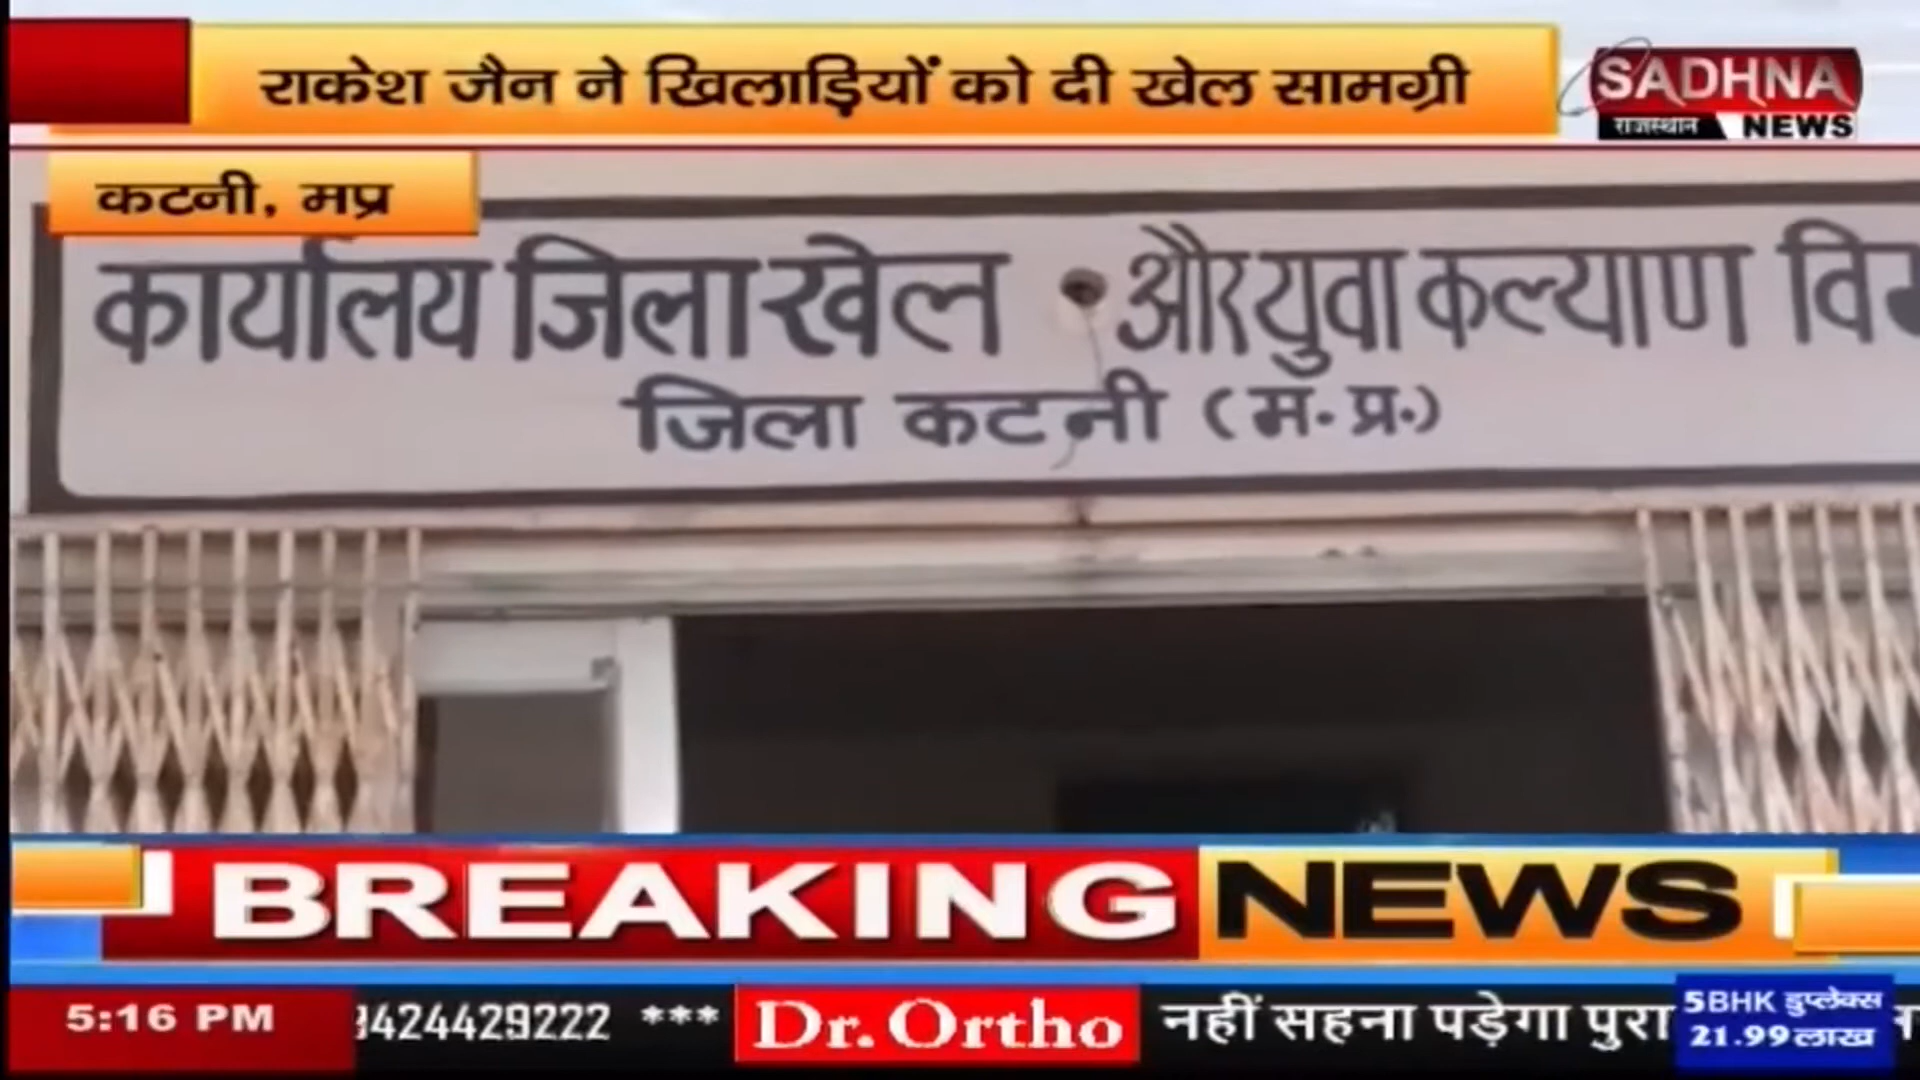 राकेश जैन ने खिलाड़ियों को दी खेल सामग्री
SADHNA
राजस्थान NEWS
कटनी, मप्र
कार्यालय जिला खेल और युवा कल्याण
जिला कटनी (म.प्र.)
BREAKING NEWS
5:16 PM
9424429222 *** Dr. Ortho नहीं सहना पड़ेगा
5BHK डुप्लेक्स
21.99 लाख